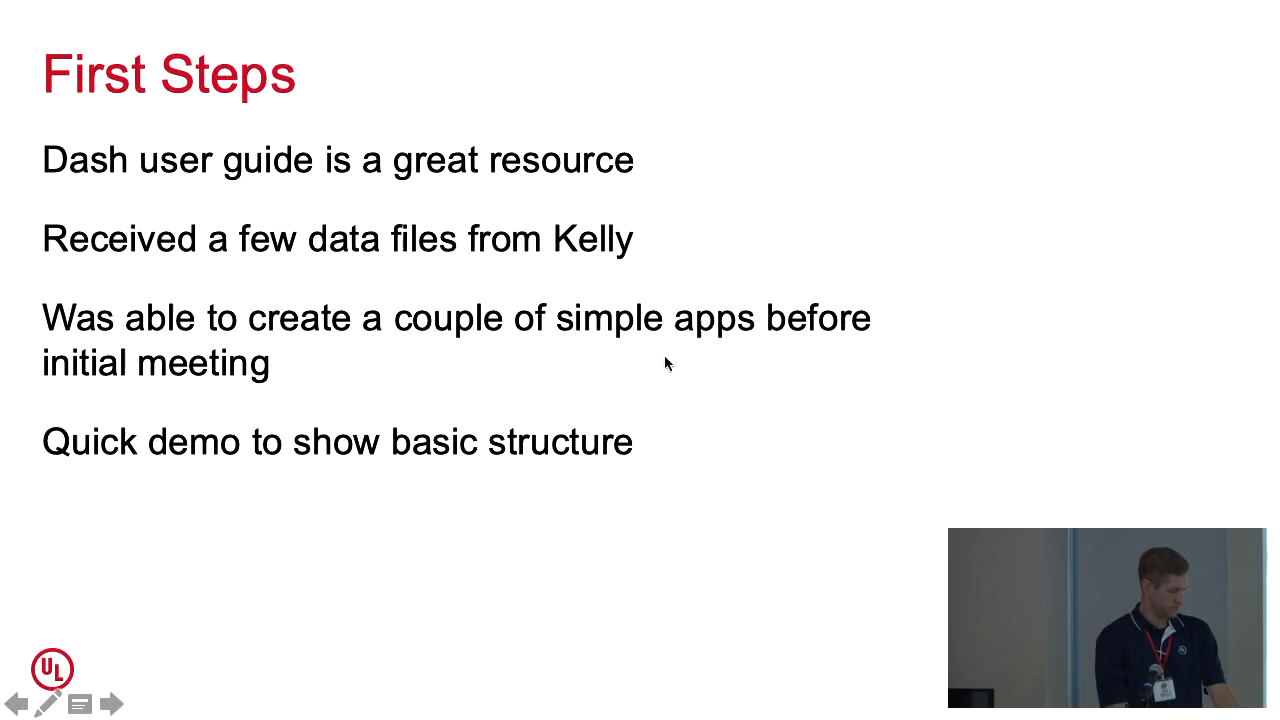 First Steps
Dash user guide is a great resource
Received a few data files from Kelly
Was able to create a couple of simple apps before
initial meeting
Quick demo to show basic structure
UL